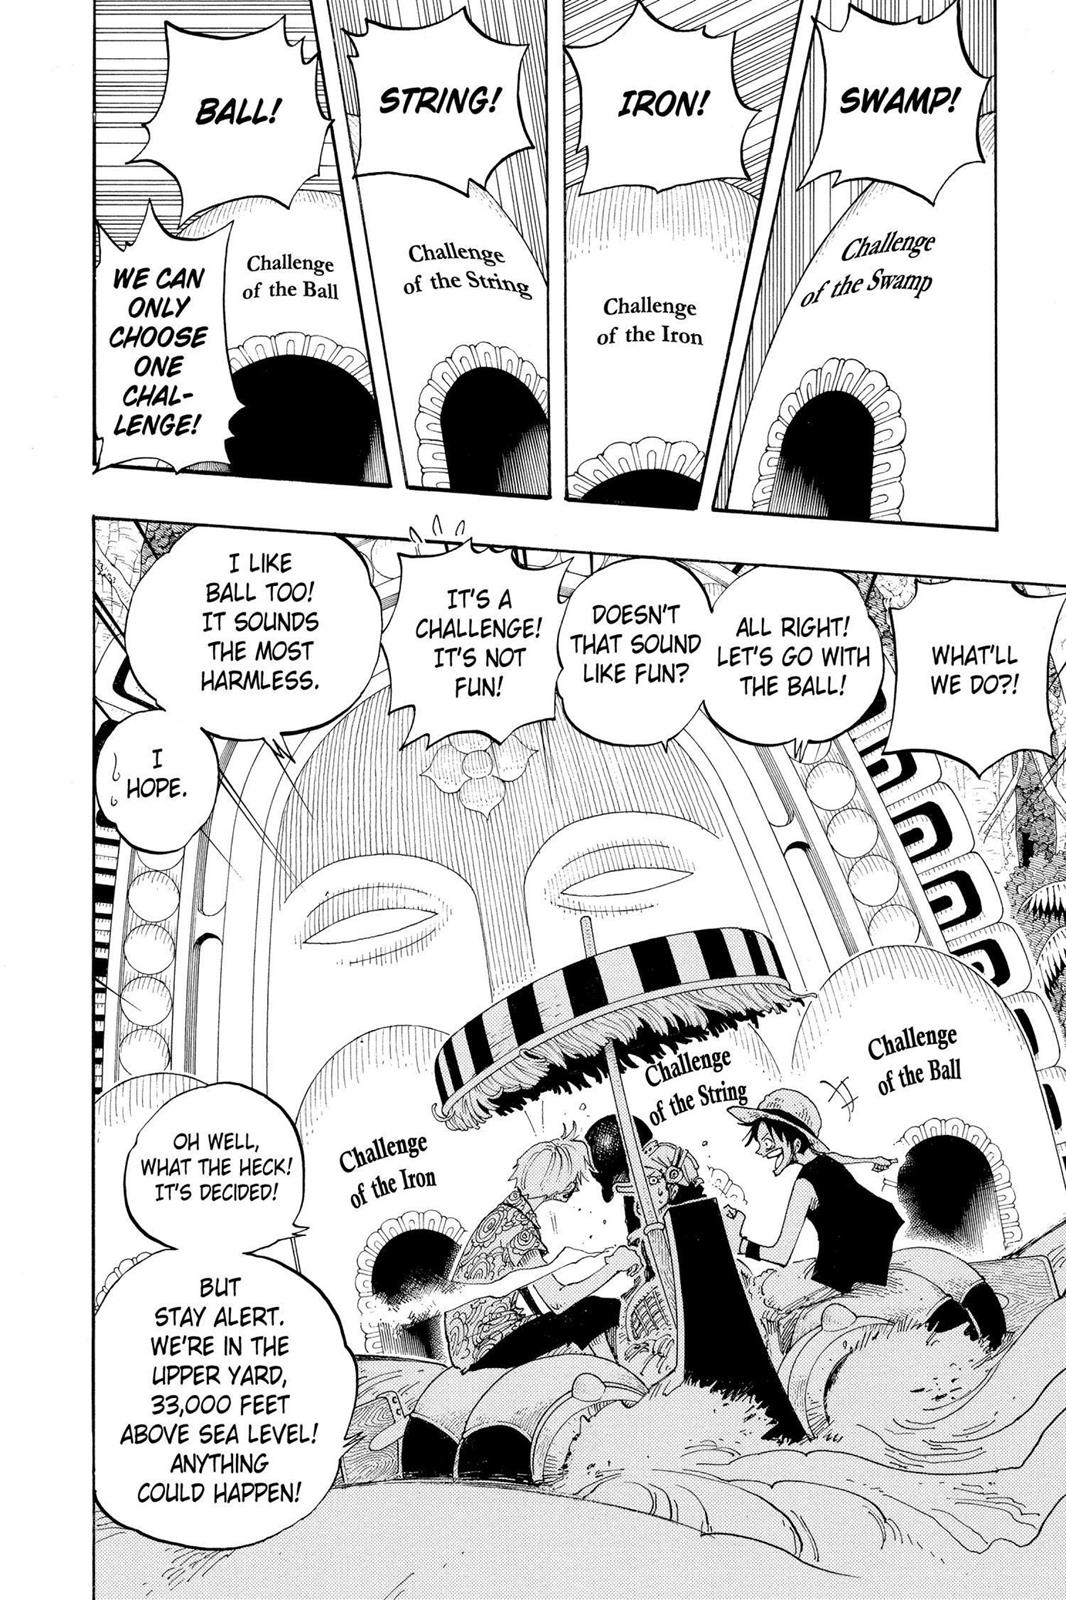 SWAMP!
Challenge
of the Swamp
IRON!
Challenge
of the Iron
STRING!
Challenge
of the String
BALL!
Challenge
of the Ball
WE CAN
ONLY
CHOOSE
ONE
CHAL-
LENGE!
WHAT'LL
WE DO?!
ALL RIGHT!
LET'S GO WITH
THE BALL!
DOESN'T
THAT SOUND
LIKE FUN?
IT'S A
CHALLENGE!
IT'S NOT
FUN!
I LIKE
BALL TOO!
IT SOUNDS
THE MOST
HARMLESS.
I
HOPE.
Challenge
of the Ball
Challenge
of the String
Challenge
of the Iron
OH WELL,
WHAT THE HECK!
IT'S DECIDED!
BUT
STAY ALERT.
WE'RE IN THE
UPPER YARD,
33,000 FEET
ABOVE SEA LEVEL!
ANYTHING
COULD HAPPEN!